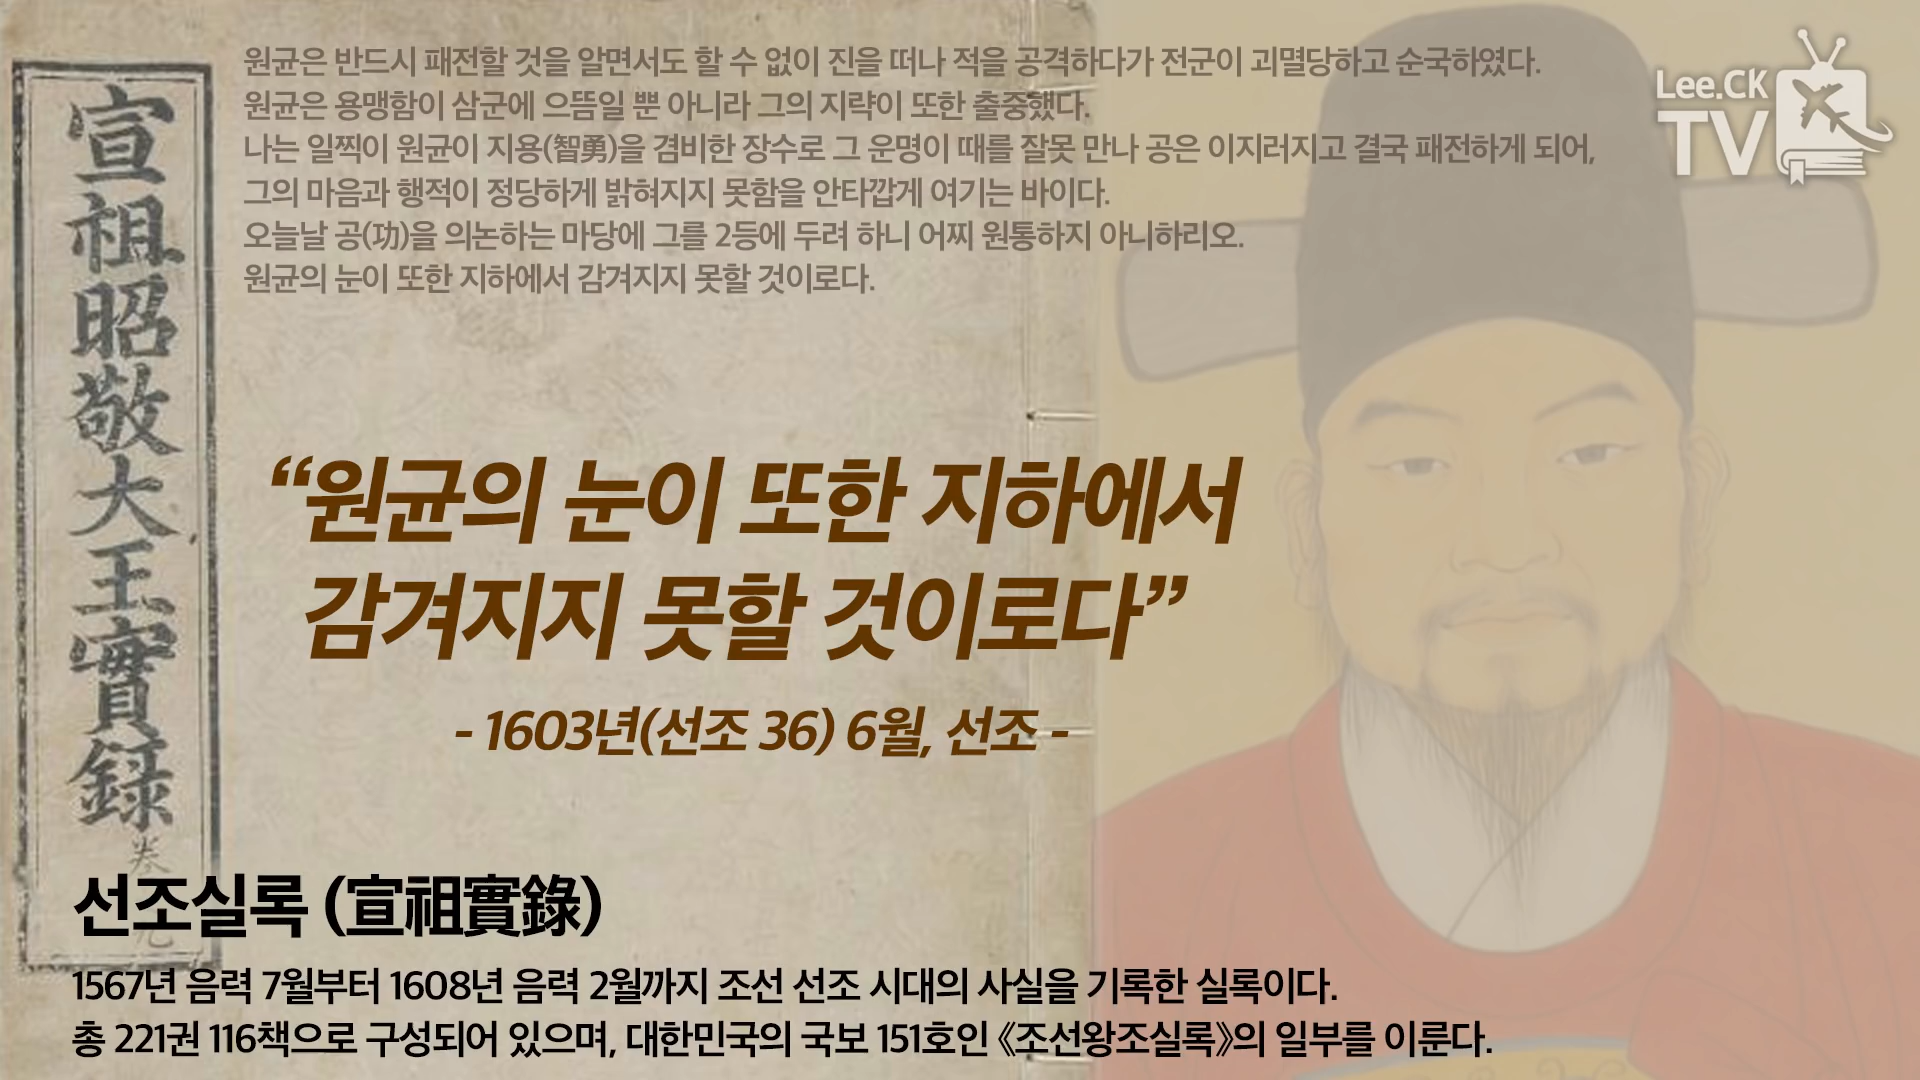 원균은 반드시 패전할 것을 알면서도 할 수 없이 진을 떠나 적을 공격하다가 전군이 괴멸당하고 순국하였다.
원균은 용맹함이 삼군에 으뜸일 뿐 아니라 그의 지략이 또한 출중했다.
나는 일찍이 원균이 지용(智勇)을 겸비한 장수로 그 운명이 때를 잘못 만나 공은 이지러지고 결국 패전하게 되어,
그의 마음과 행적이 정당하게 밝혀지지 못함을 안타깝게 여기는 바이다.
오늘날 공(功)을 의논하는 마당에 그를 2등에 두려 하니 어찌 원통하지 아니하리오.
원균의 눈이 또한 지하에서 감겨지지 못할 것이로다.
Lee.CK
TV
宣祖昭敬大王實録
卷九
“원균의 눈이 또한 지하에서
감겨지지 못할 것이로다”
- 1603년(선조 36) 6월, 선조 -
선조실록 (宣祖實錄)
1567년 음력 7월부터 1608년 음력 2월까지 조선 선조 시대의 사실을 기록한 실록이다.
총 221권 116책으로 구성되어 있으며, 대한민국의 국보 151호인 《조선왕조실록》의 일부를 이룬다.